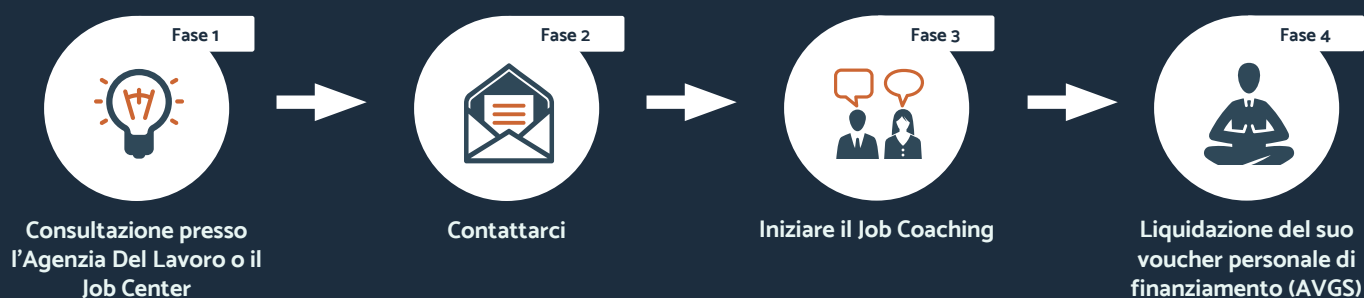 Fase 1
Consultazione presso
l'Agenzia Del Lavoro o il
Job Center
Fase 2
Contattarci
Fase 3
Iniziare il Job Coaching
Fase 4
Liquidazione del suo
voucher personale di
finanziamento (AVGS)